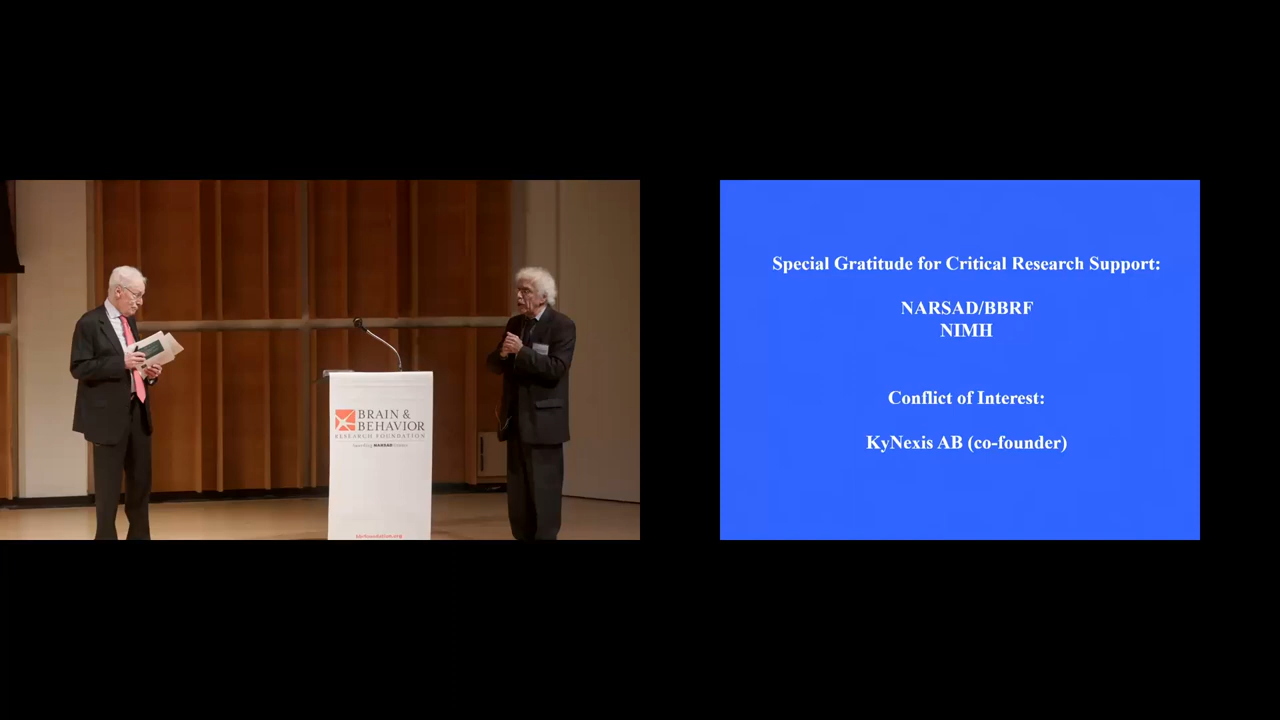 BRAIN &
BEHAVIOR
RESEARCH FOUNDATION
Special Gratitude for Critical Research Support:
NARSAD/BBRF
NIMH
Conflict of Interest:
KyNexis AB (co-founder)